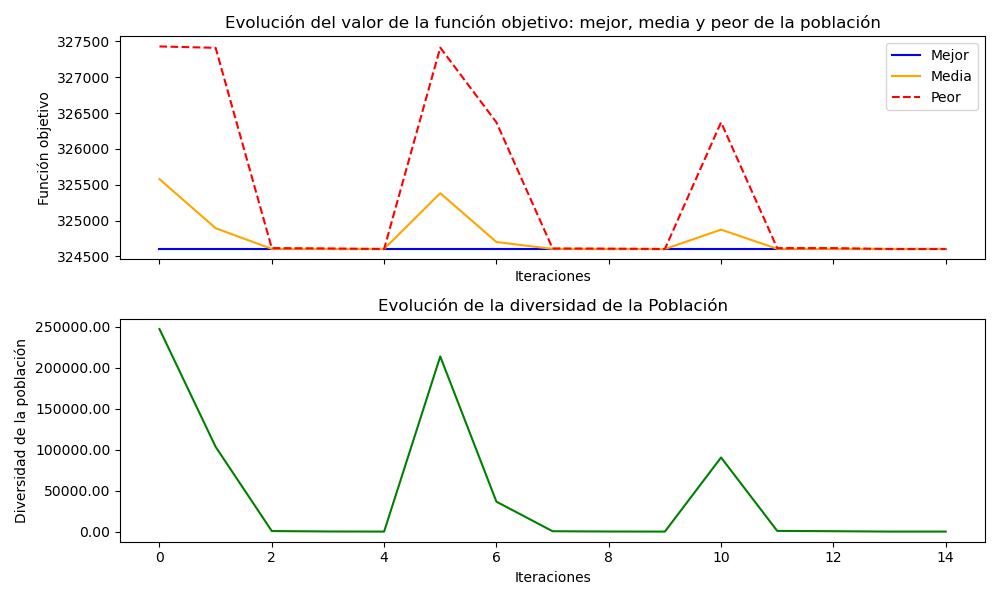 Evolución del valor de la función objetivo: mejor, media y peor de la población
327500
327000
326500
326000
325500
325000
324500
Función objetivo
Mejor
Media
Peor
Iteraciones
Evolución de la diversidad de la Población
250000.00
200000.00
150000.00
100000.00
50000.00
0.00
Diversidad de la población
0 2 4 6 8 10 12 14
Iteraciones